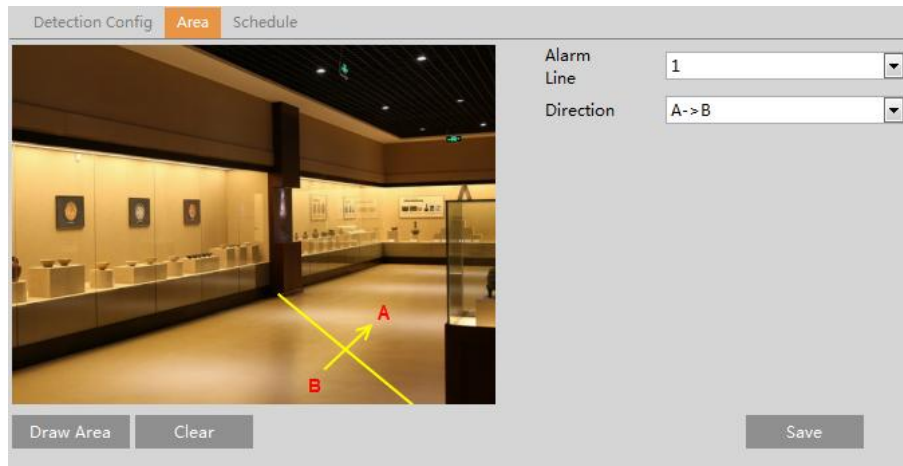 Detection Config Area Schedule
Alarm
Line
1
Direction
A->B
A
B
Draw Area Clear Save